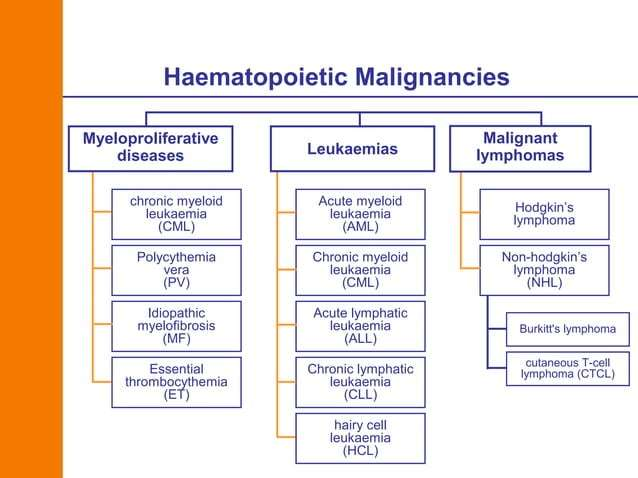 Haematopoietic Malignancies
Myeloproliferative
diseases
chronic myeloid
leukaemia
(CML)
Polycythemia
vera
(PV)
Idiopathic
myelofibrosis
(MF)
Essential
thrombocythemia
(ET)
Leukaemias
Acute myeloid
leukaemia
(AML)
Chronic myeloid
leukaemia
(CML)
Acute lymphatic
leukaemia
(ALL)
Chronic lymphatic
leukaemia
(CLL)
hairy cell
leukaemia
(HCL)
Malignant
lymphomas
Hodgkin's
lymphoma
Non-hodgkin's
lymphoma
(NHL)
Burkitt's lymphoma
cutaneous T-cell
lymphoma (CTCL)